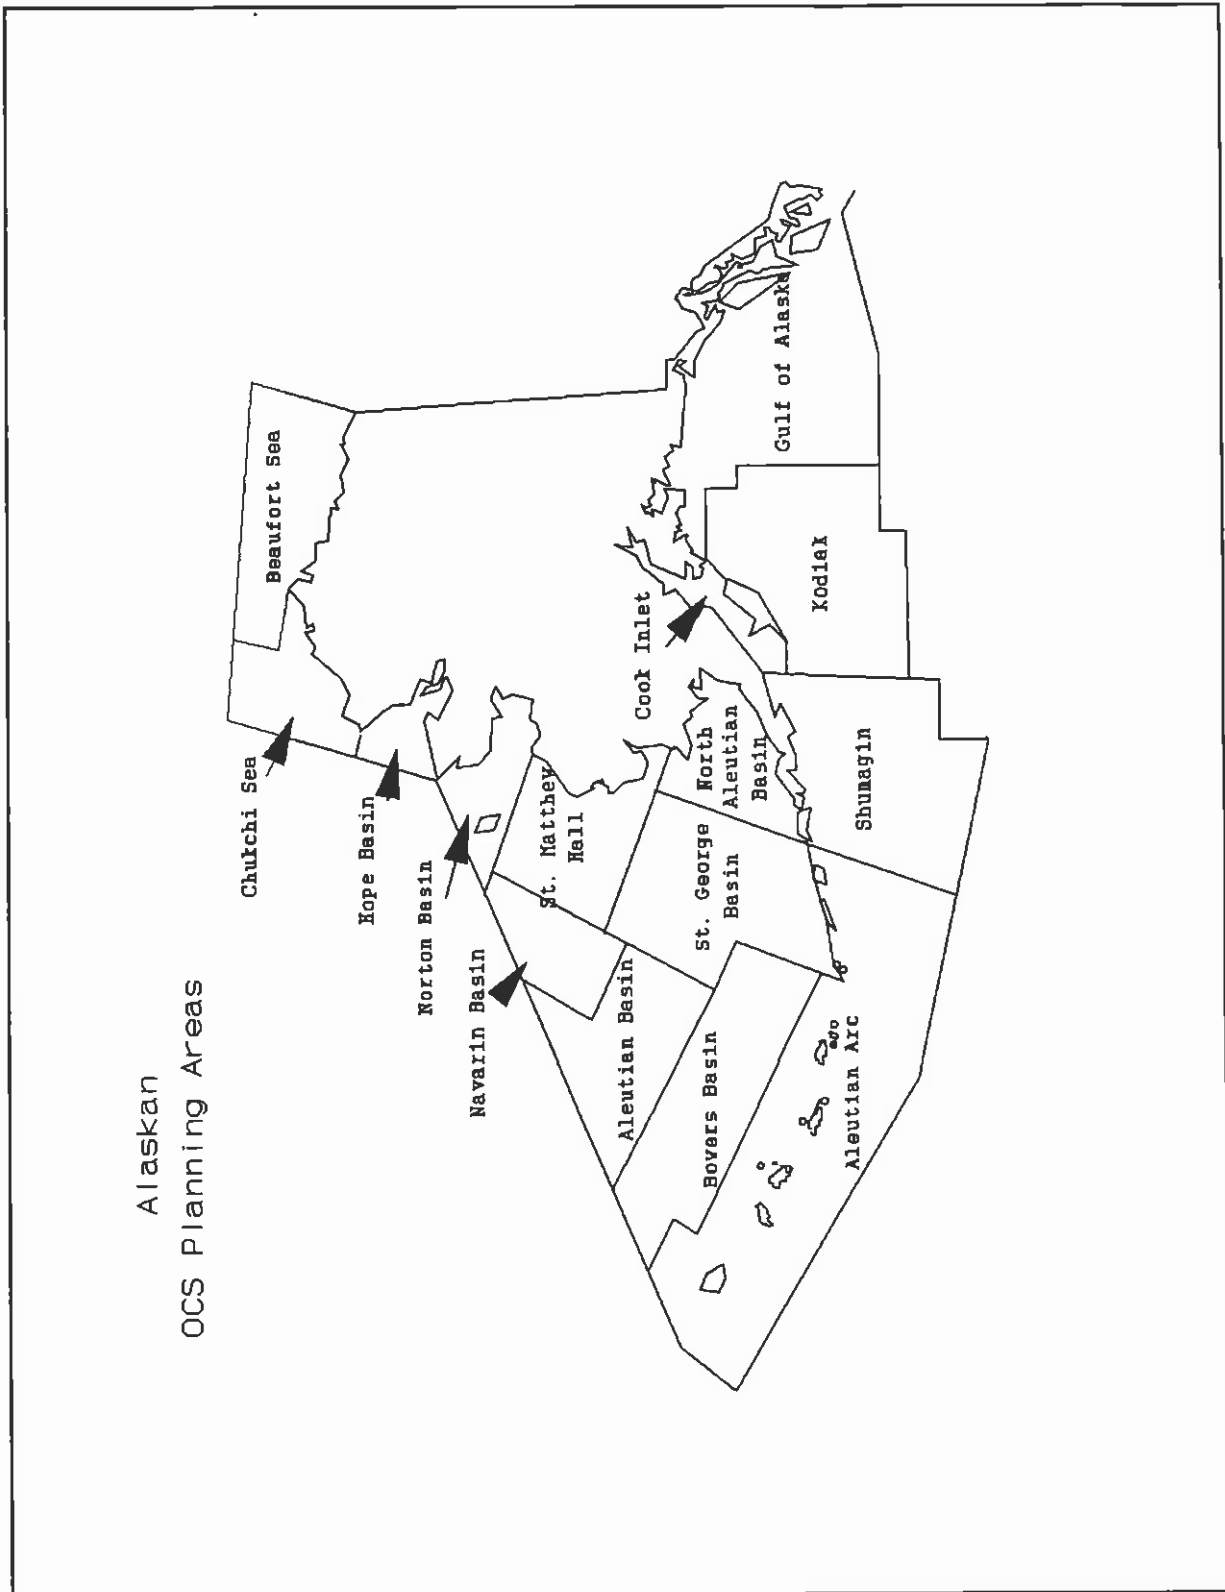 Alaskan
OCS Planning Areas
Beaufort Sea
Chukchi Sea
Hope Basin
Norton Basin
Navarin Basin
St. Matthey
Hall
Aleutian Basin
Bowers Basin
St. George
Basin
North
Aleutian
Basin
Cook Inlet
Gulf of Alaska
Kodiak
Shumagin
Aleutian Arc